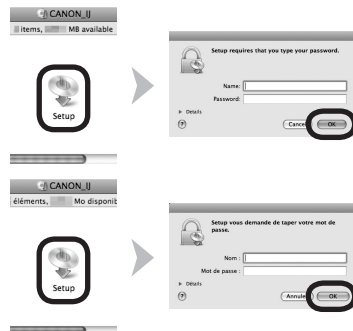 CANON_IJ
items, MB available
Setup
Setup requires that you type your password.
Name:
Password:
Details
?
Cancel
OK
CANON_IJ
éléments, Mo disponib
Setup
Setup vous demande de taper votre mot de
passe.
Nom :
Mot de passe :
Détails
?
Annule
OK